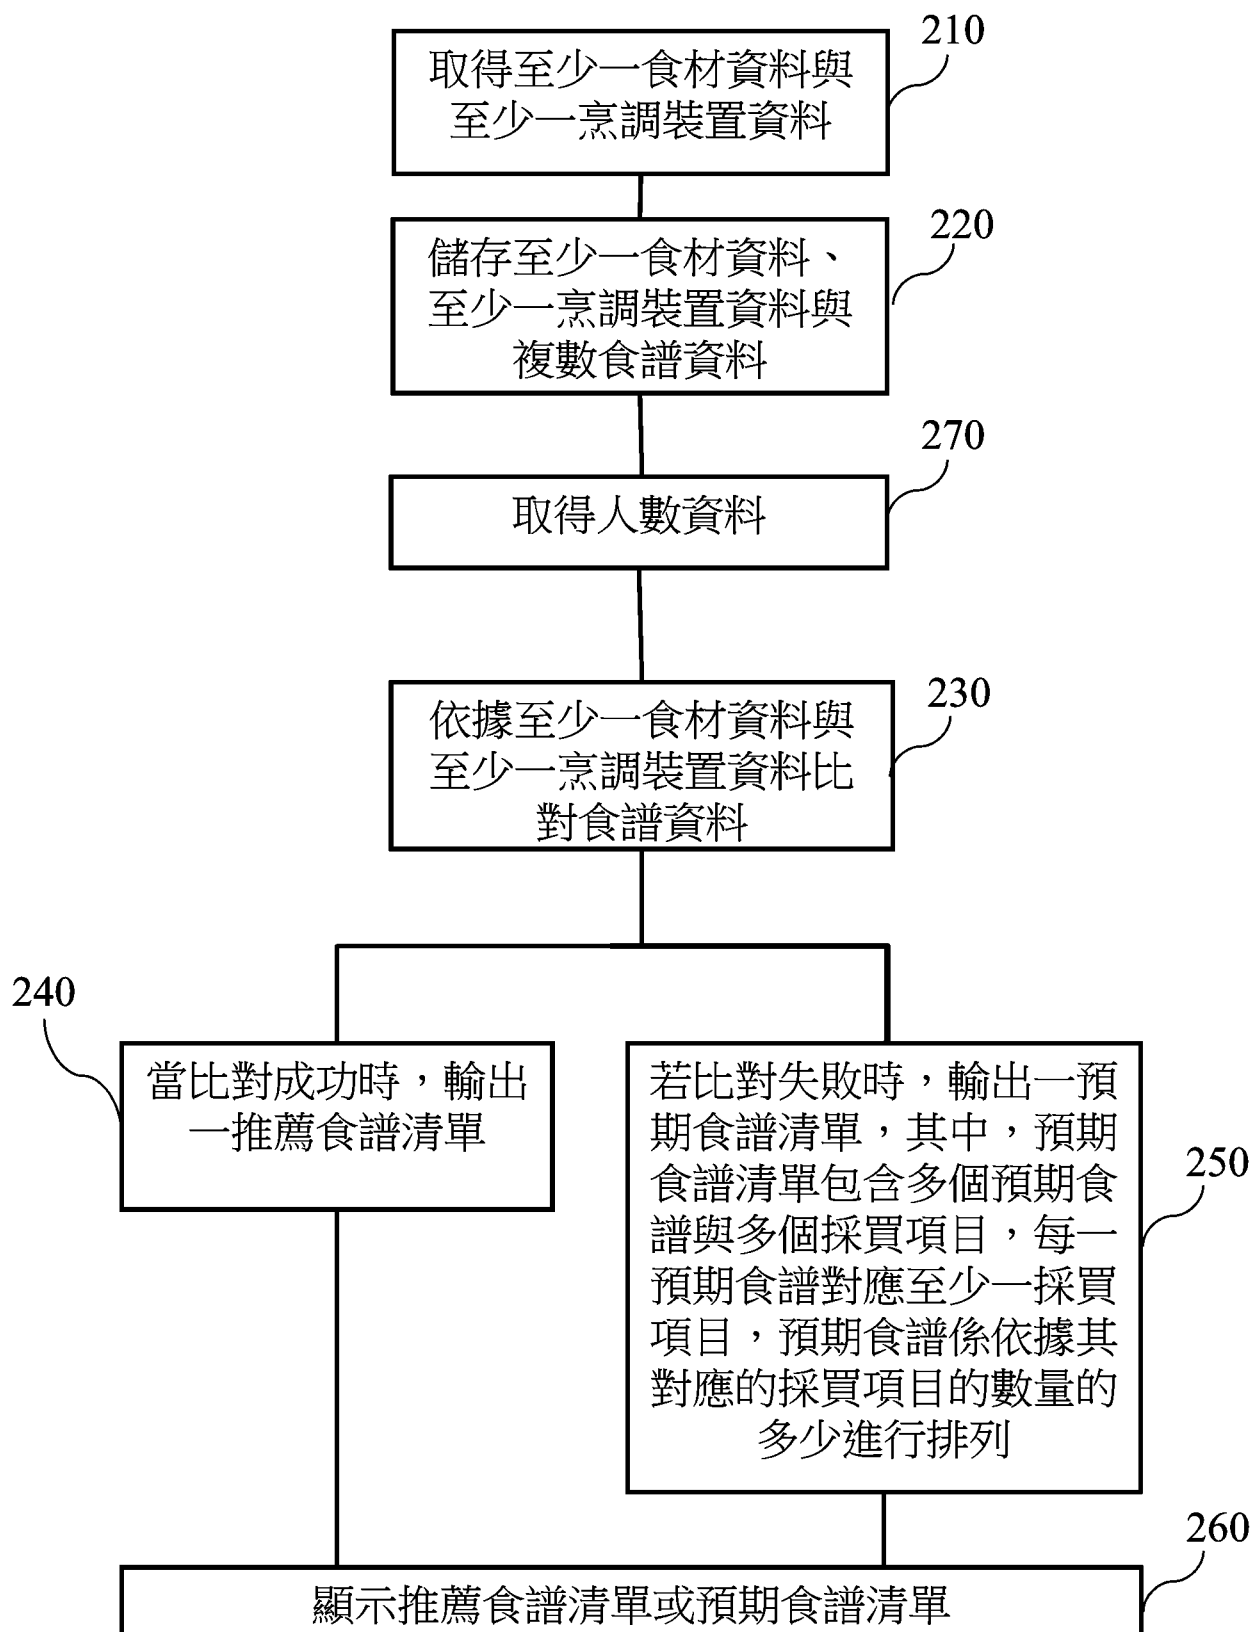 210
取得至少一食材資料與
至少一烹調裝置資料
220
儲存至少一食材資料、
至少一烹調裝置資料與
複數食譜資料
270
取得人數資料
230
依據至少一食材資料與
至少一烹調裝置資料比
對食譜資料
240
當比對成功時，輸出
一推薦食譜清單
250
若比對失敗時，輸出一預
期食譜清單，其中，預期
食譜清單包含多個預期食
譜與多個採買項目，每一
預期食譜對應至少一採買
項目，預期食譜係依據其
對應的採買項目的數量的
多少進行排列
260
顯示推薦食譜清單或預期食譜清單